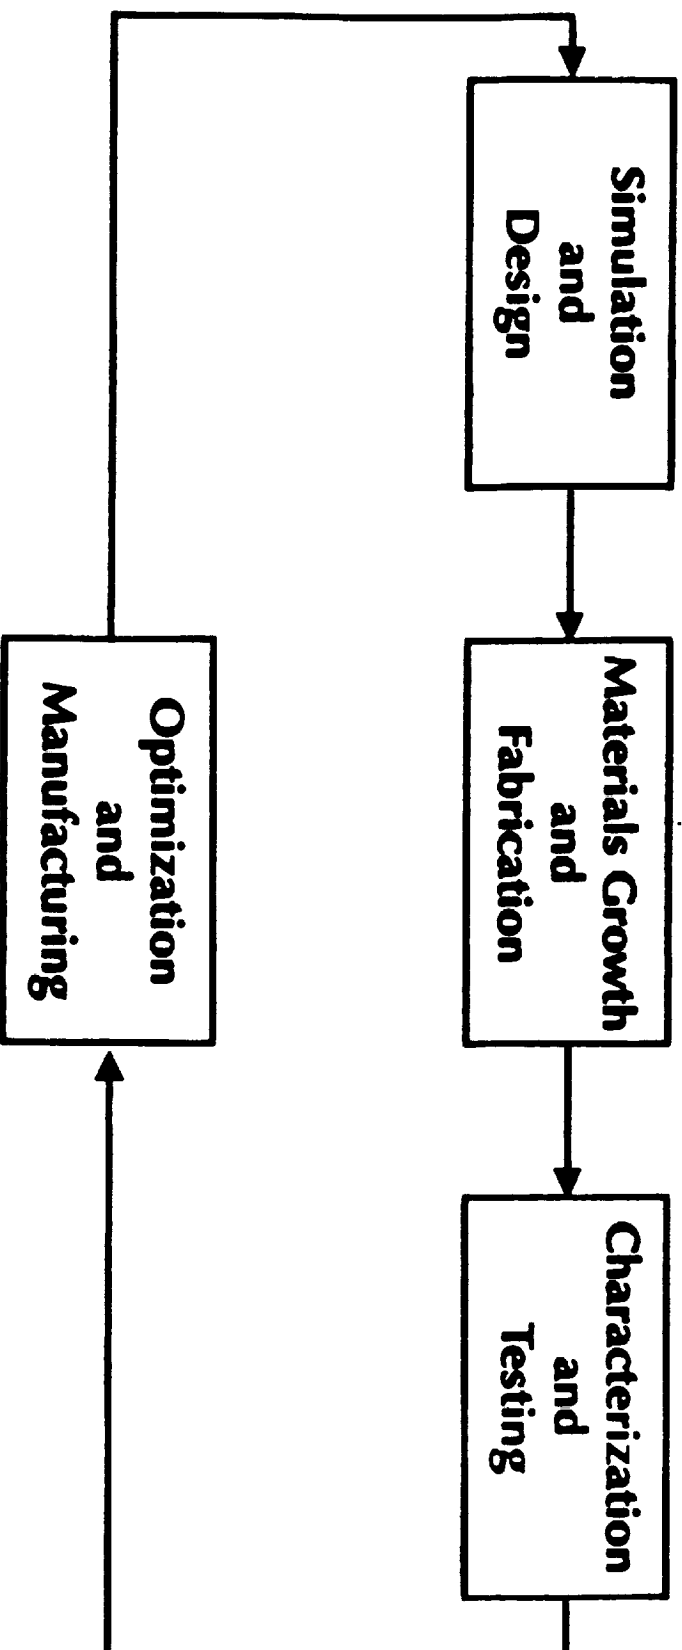 Simulation
and
Design
Materials Growth
and
Fabrication
Characterization
and
Testing
Optimization
and
Manufacturing